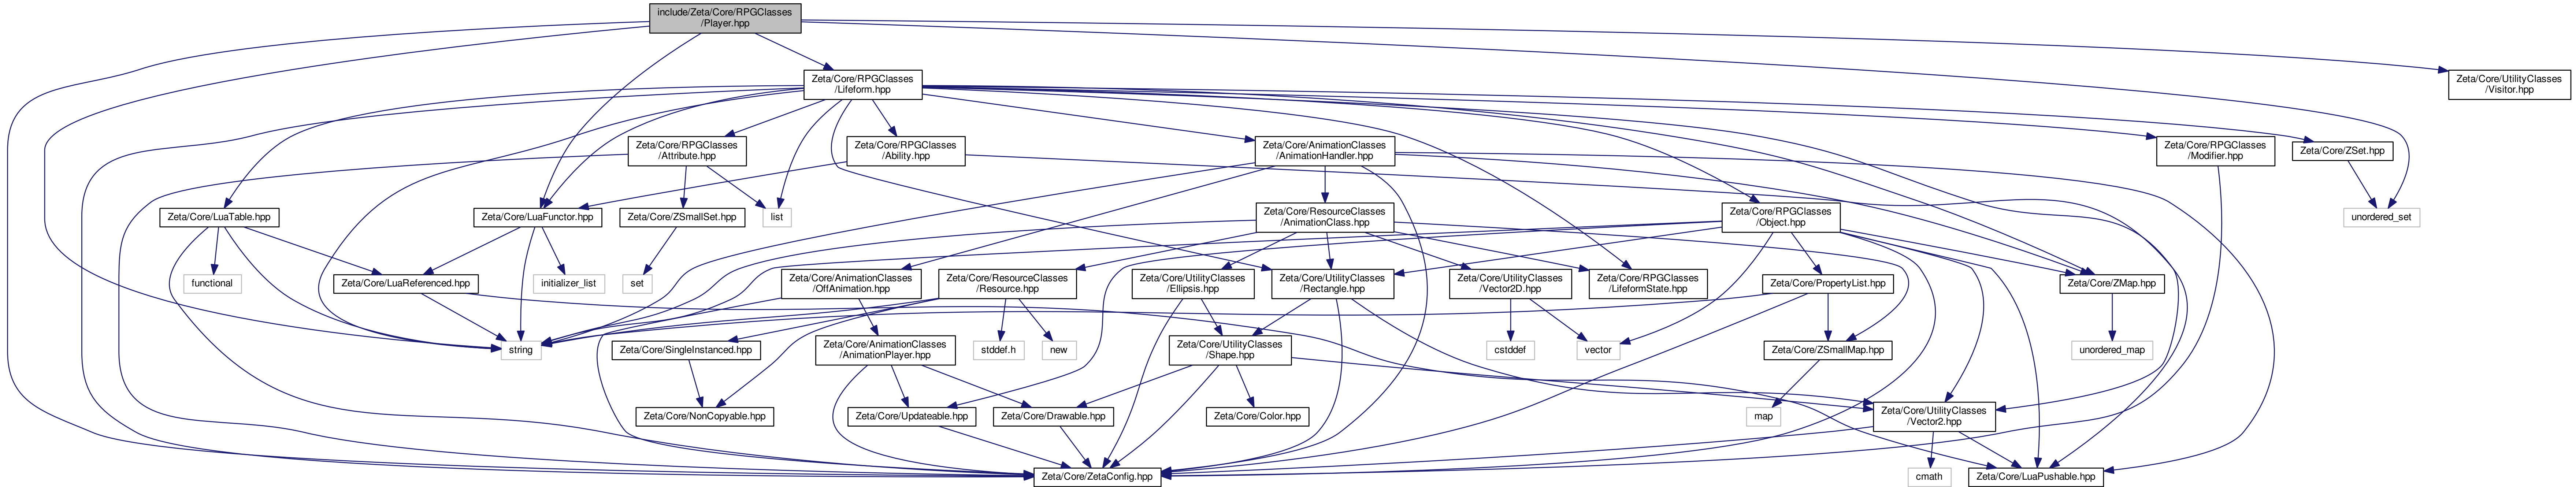 include/Zeta/Core/RPGClasses
/Player.hpp
Zeta/Core/RPGClasses
/Lifeform.hpp
Zeta/Core/UtilityClasses
/Visitor.hpp
Zeta/Core/RPGClasses
/Attribute.hpp
Zeta/Core/RPGClasses
/Ability.hpp
Zeta/Core/AnimationClasses
/AnimationHandler.hpp
Zeta/Core/RPGClasses
/Modifier.hpp
Zeta/Core/ZSet.hpp
Zeta/Core/LuaTable.hpp
Zeta/Core/LuaFunctor.hpp
Zeta/Core/ZSmallSet.hpp
list
Zeta/Core/ResourceClasses
/AnimationClass.hpp
Zeta/Core/RPGClasses
/Object.hpp
unordered_set
functional
Zeta/Core/LuaReferenced.hpp
initializer_list
set
Zeta/Core/AnimationClasses
/OffAnimation.hpp
Zeta/Core/ResourceClasses
/Resource.hpp
Zeta/Core/UtilityClasses
/Ellipsis.hpp
Zeta/Core/UtilityClasses
/Rectangle.hpp
Zeta/Core/UtilityClasses
/Vector2D.hpp
Zeta/Core/RPGClasses
/LifeformState.hpp
Zeta/Core/PropertyList.hpp
Zeta/Core/ZMap.hpp
string
Zeta/Core/SingleInstanced.hpp
Zeta/Core/AnimationClasses
/AnimationPlayer.hpp
stddef.h
new
Zeta/Core/UtilityClasses
/Shape.hpp
cstddef
vector
Zeta/Core/ZSmallMap.hpp
unordered_map
Zeta/Core/NonCopyable.hpp
Zeta/Core/Updateable.hpp
Zeta/Core/Drawable.hpp
Zeta/Core/Color.hpp
map
Zeta/Core/UtilityClasses
/Vector2.hpp
Zeta/Core/ZetaConfig.hpp
cmath
Zeta/Core/LuaPushable.hpp